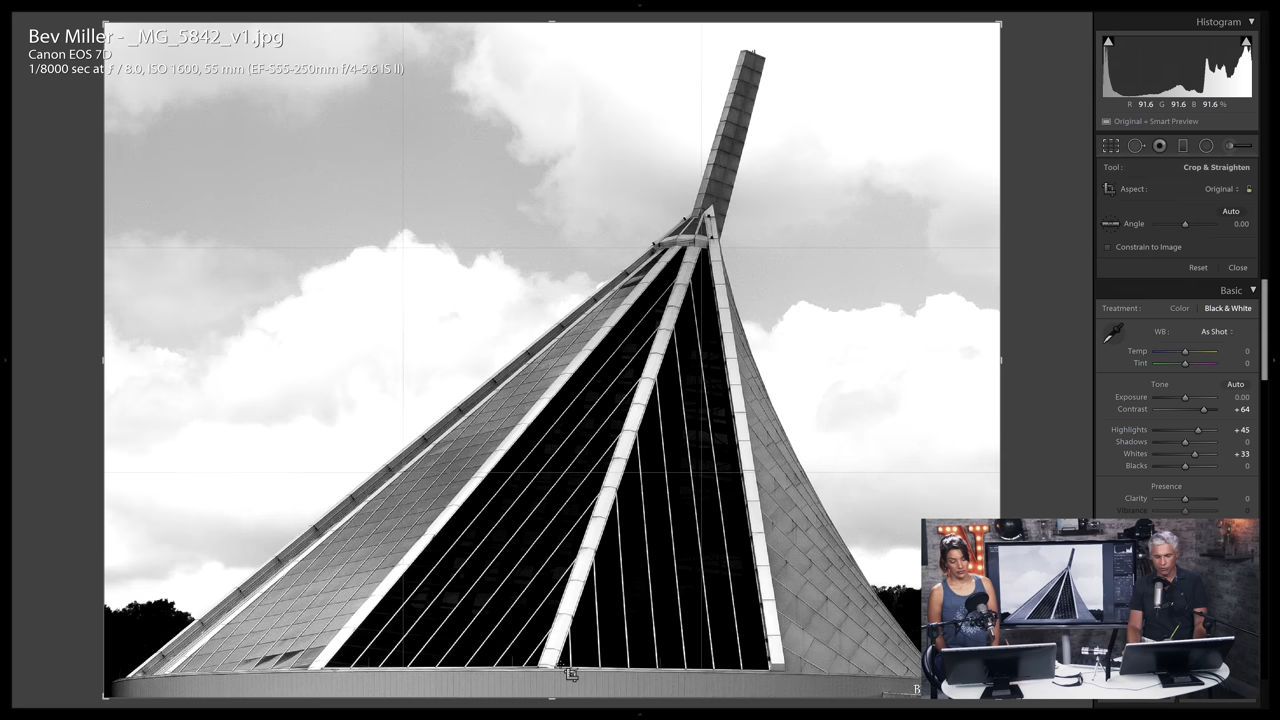 Bev Miller - _MG_5842_v1.jpg
Canon EOS 7D
1/8000 sec at ƒ / 8.0, ISO 1600, 55 mm (EF-S55-250mm f/4-5.6 IS II)
Histogram
R 91.6 G 91.6 B 91.6 %
Original + Smart Preview
Tool : Crop & Straighten
Aspect : Original
Auto
Angle 0.00
Constrain to Image
Reset Close
Basic
Treatment : Color Black & White
WB : As Shot
Temp 0
Tint 0
Tone Auto
Exposure 0.00
Contrast + 64
Highlights + 45
Shadows 0
Whites + 33
Blacks 0
Presence
Clarity 0
Vibrance
B